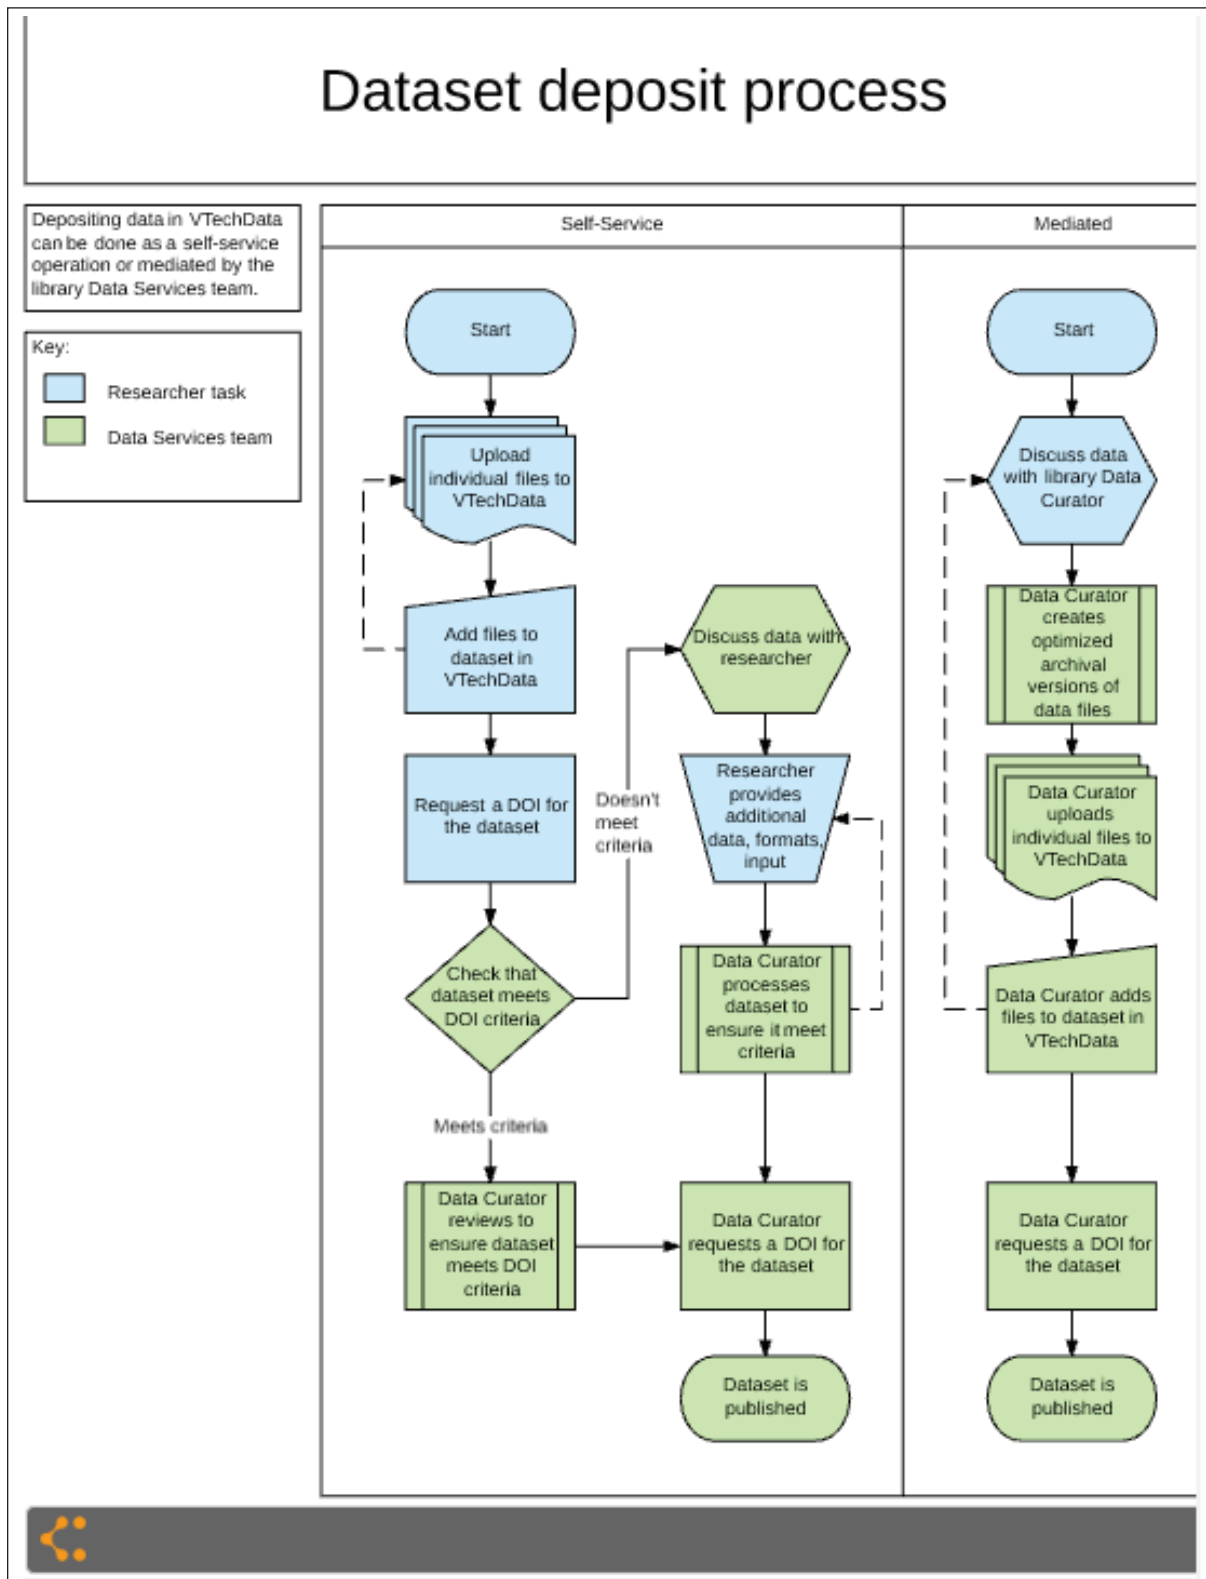 Dataset deposit process
Depositing data in VTechData
can be done as a self-service
operation or mediated by the
library Data Services team.
Key:
Researcher task
Data Services team
Self-Service
Start
Upload
individual files to
VTechData
Add files to
dataset in
VTechData
Request a DOI for
the dataset
Check that
dataset meets
DOI criteria
Doesn't
meet
criteria
Meets criteria
Data Curator
reviews to
ensure dataset
meets DOI
criteria
Discuss data with
researcher
Researcher
provides
additional
data, formats,
input
Data Curator
processes
dataset to
ensure it meet
criteria
Data Curator
requests a DOI for
the dataset
Dataset is
published
Mediated
Start
Discuss data
with library Data
Curator
Data Curator
creates
optimized
archival
versions of
data files
Data Curator
uploads
individual files to
VTechData
Data Curator adds
files to dataset in
VTechData
Data Curator
requests a DOI for
the dataset
Dataset is
published